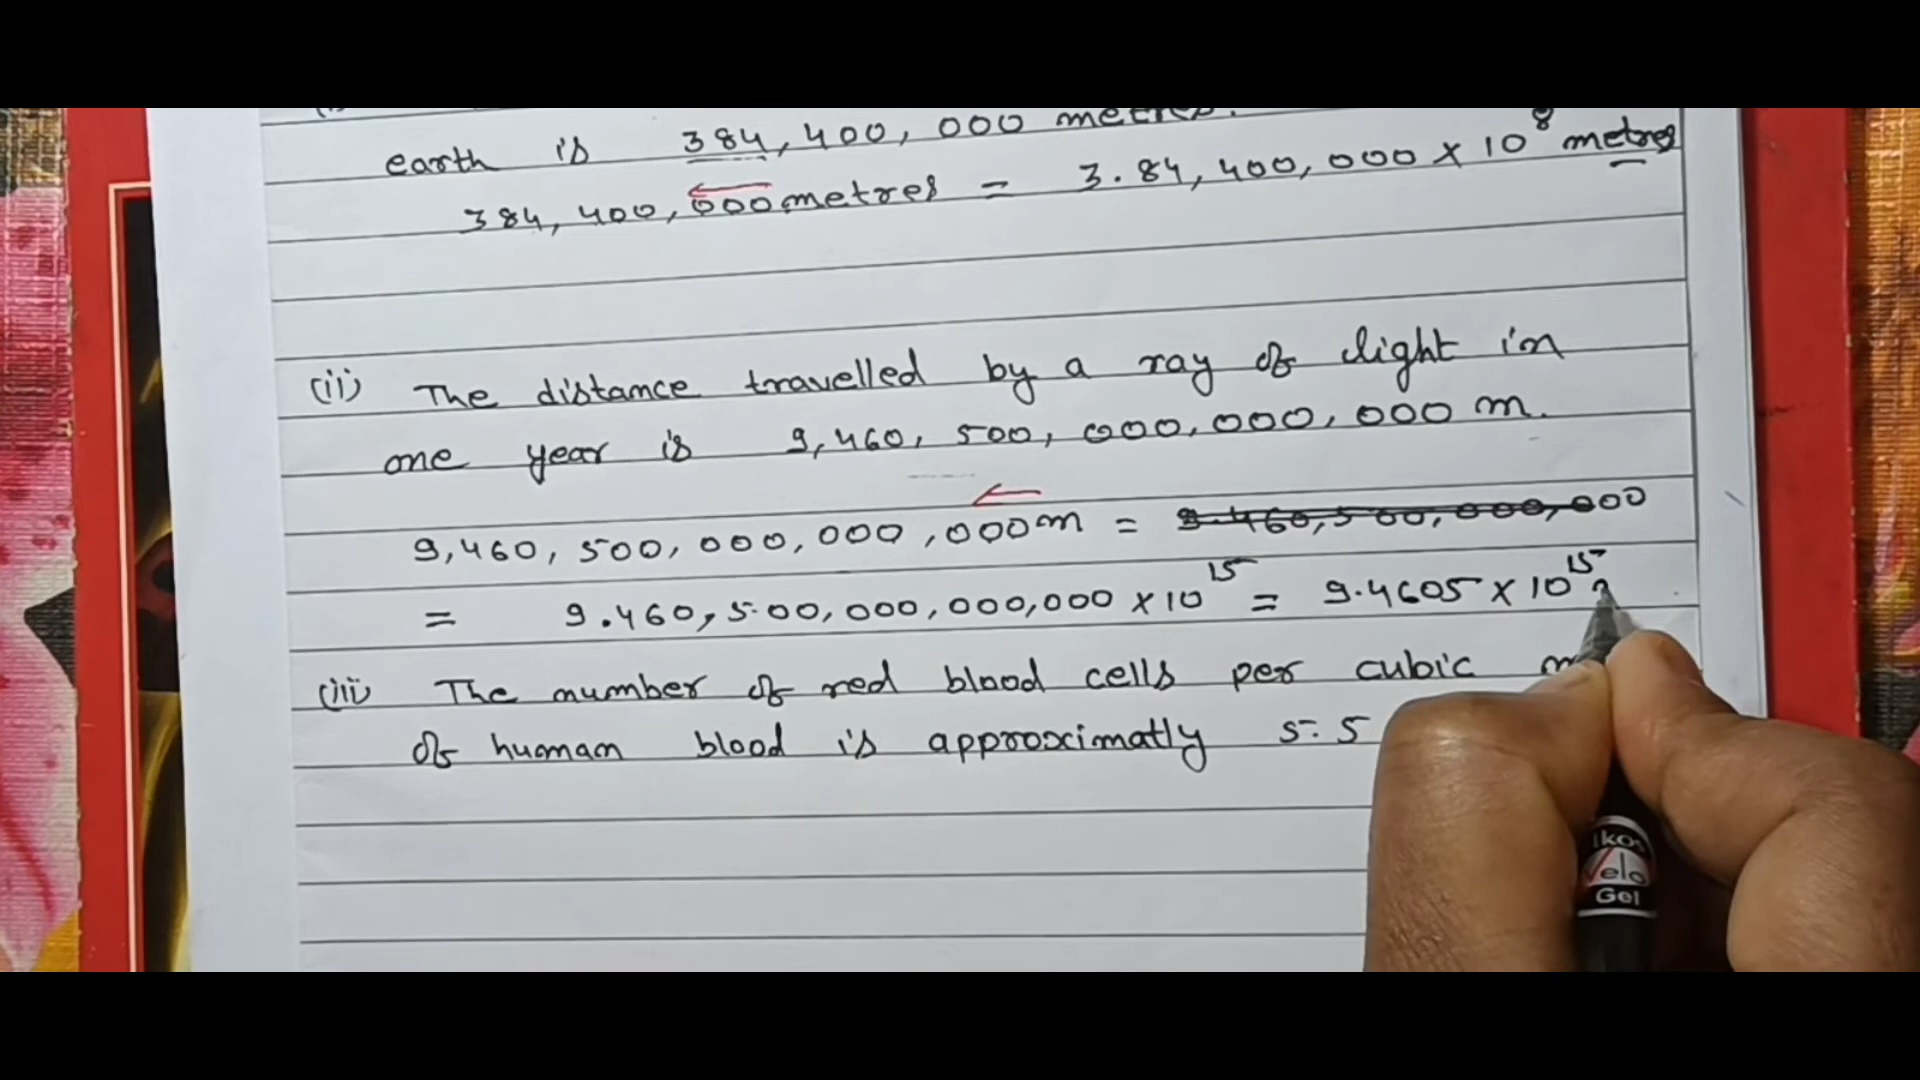 earth is 384,400,000 metres.
384,400,000 metres = 3.84,400,000 × 10⁸ metres
(ii) The distance travelled by a ray of light in
one year is 9,460,500,000,000,000 m.
9,460,500,000,000,000 m = 9.460,500,000,000
= 9.460,500,000,000,000 × 10¹⁵ = 9.4605 × 10¹⁵
(iii) The number of red blood cells per cubic
of human blood is approximatly 5.5
Velo
Gel